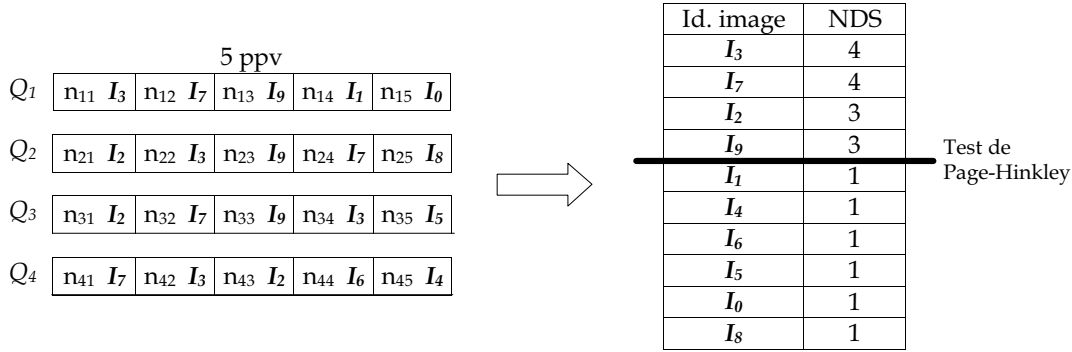 5 ppv
Q1 n11 I3 n12 I7 n13 I9 n14 I1 n15 I0
Q2 n21 I2 n22 I3 n23 I9 n24 I7 n25 I8
Q3 n31 I2 n32 I7 n33 I9 n34 I3 n35 I5
Q4 n41 I7 n42 I3 n43 I2 n44 I6 n45 I4
Id. image NDS
I3 4
I7 4
I2 3
I9 3
I1 1
I4 1
I6 1
I5 1
I0 1
I8 1
Test de
Page-Hinkley